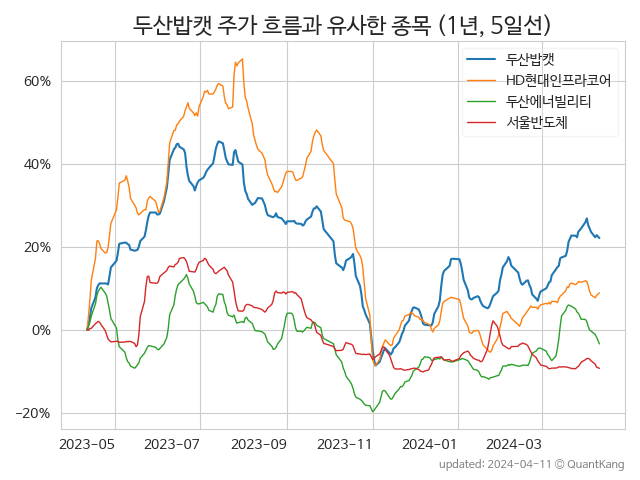 두산밥캣 주가 흐름과 유사한 종목 (1년, 5일선)
두산밥캣
HD현대인프라코어
두산에너빌리티
서울반도체
60%
40%
20%
0%
−20%
2023-05 2023-07 2023-09 2023-11 2024-01 2024-03
updated: 2024-04-11 © QuantKang